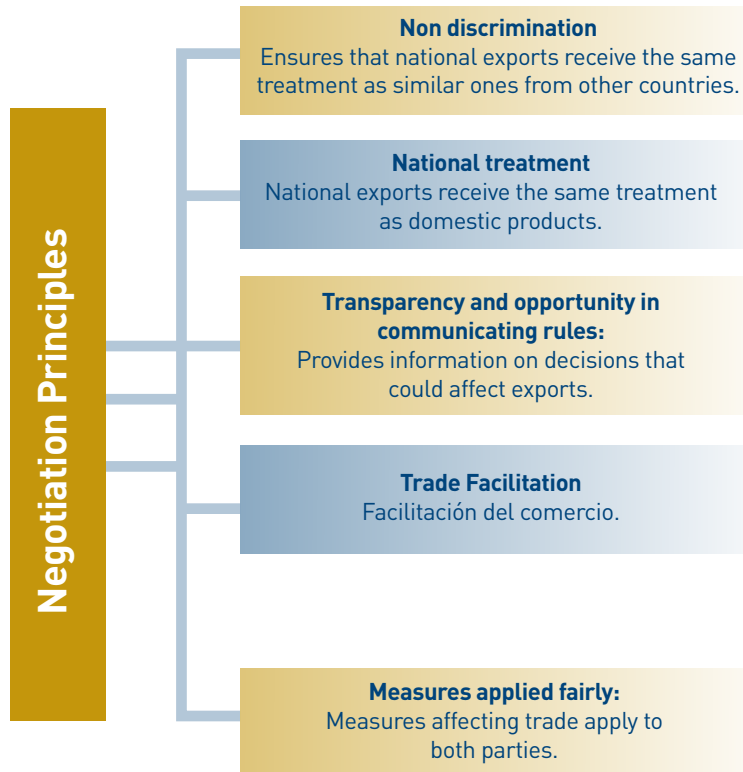 Negotiation Principles
Non discrimination
Ensures that national exports receive the same
treatment as similar ones from other countries.
National treatment
National exports receive the same treatment
as domestic products.
Transparency and opportunity in
communicating rules:
Provides information on decisions that
could affect exports.
Trade Facilitation
Facilitación del comercio.
Measures applied fairly:
Measures affecting trade apply to
both parties.